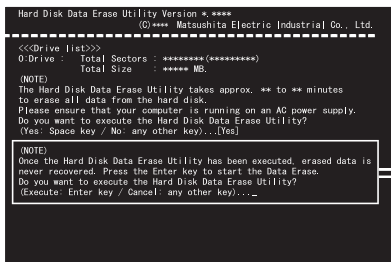 Hard Disk Data Erase Utility Version *.****
(C)**** Matsushita Electric Industrial Co., Ltd.
<<<Drive list>>>
0:Drive : Total Sectors : ********(*********)
Total Size : ***** MB.
(NOTE)
The Hard Disk Data Erase Utility takes approx. ** to ** minutes
to erase all data from the hard disk.
Please ensure that your computer is running on an AC power supply.
Do you want to execute the Hard Disk Data Erase Utility?
(Yes: Space key / No: any other key)...[Yes]
(NOTE)
Once the Hard Disk Data Erase Utility has been executed, erased data is
never recovered. Press the Enter key to start the Data Erase.
Do you want to execute the Hard Disk Data Erase Utility?
(Execute: Enter key / Cancel: any other key)..._